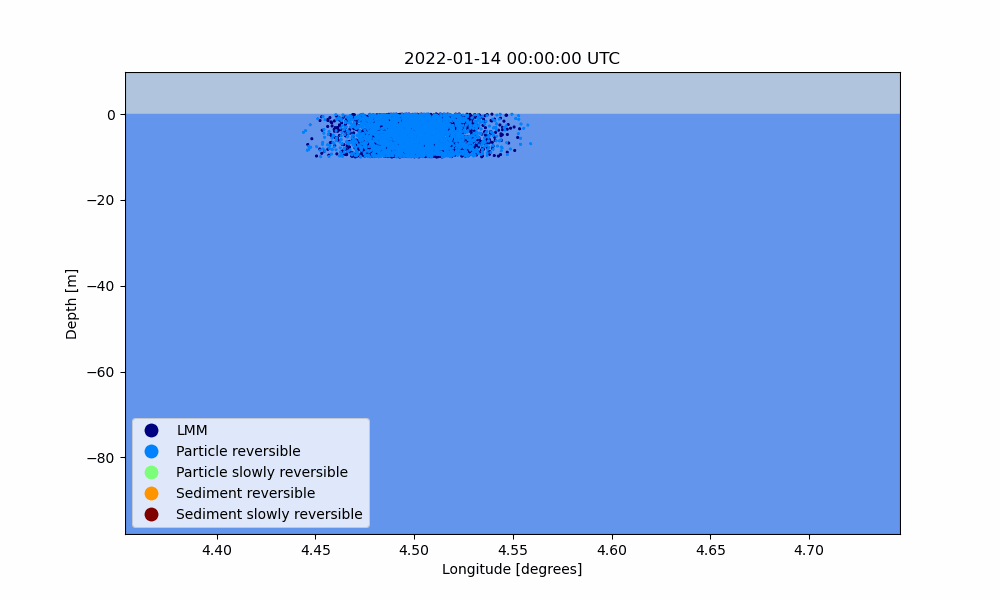 2022-01-14 00:00:00 UTC
0
−20
−40
−60
−80
Depth [m]
LMM
Particle reversible
Particle slowly reversible
Sediment reversible
Sediment slowly reversible
4.40 4.45 4.50 4.55 4.60 4.65 4.70
Longitude [degrees]